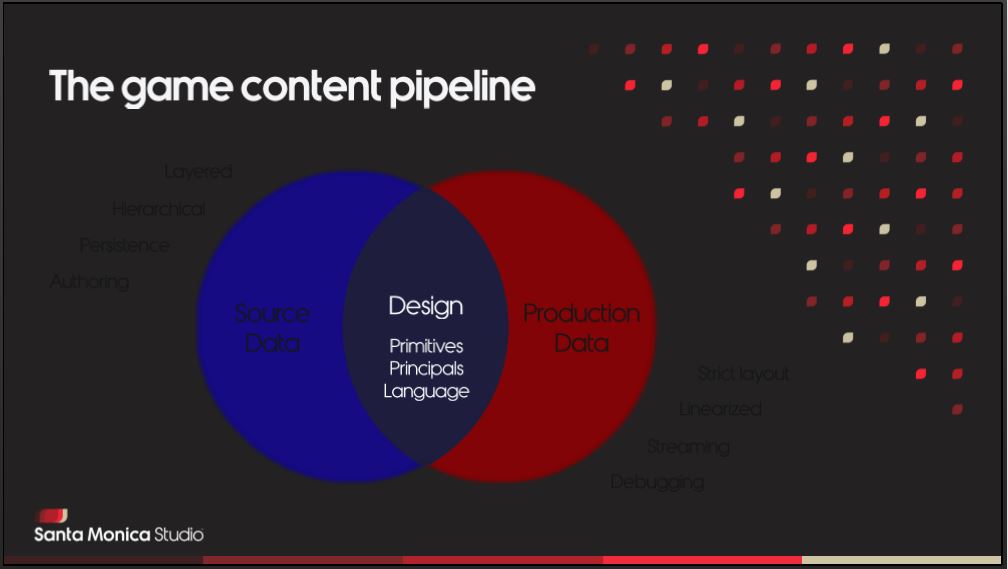 The game content pipeline
Layered
Hierarchical
Persistence
Authoring
Source
Data
Design
Primitives
Principals
Language
Production
Data
Strict layout
Linearized
Streaming
Debugging
Santa Monica Studio